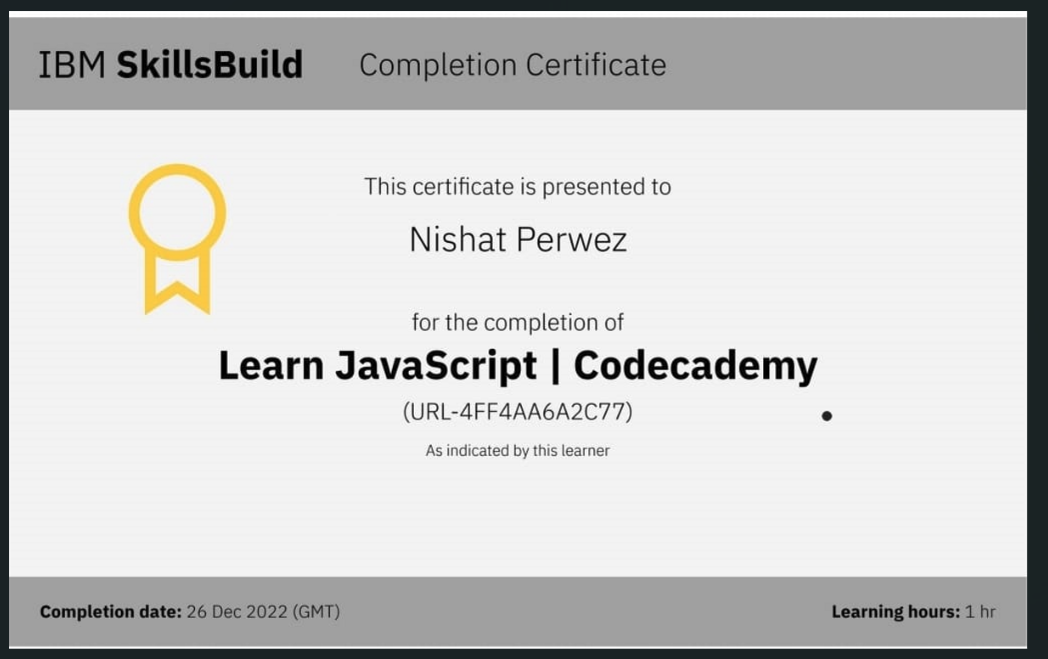 IBM SkillsBuild Completion Certificate
This certificate is presented to
Nishat Perwez
for the completion of
Learn JavaScript | Codecademy
(URL-4FF4AA6A2C77)
As indicated by this learner
Completion date: 26 Dec 2022 (GMT) Learning hours: 1 hr